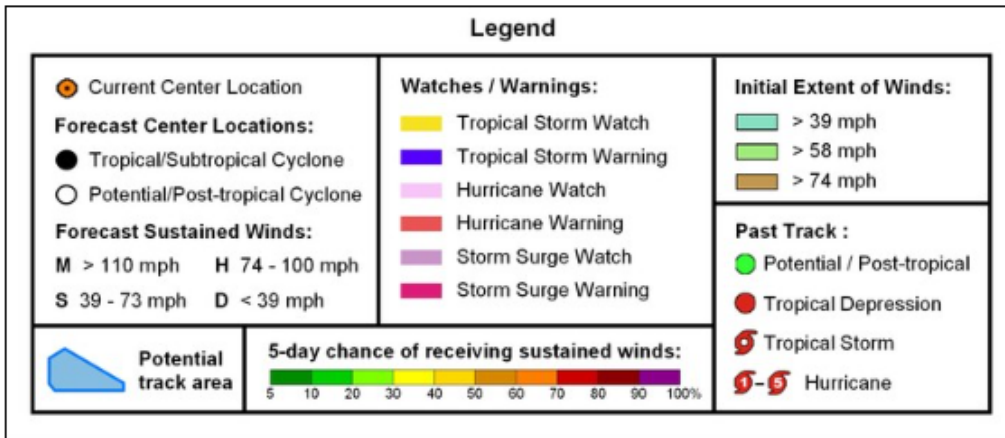 Legend
Current Center Location
Forecast Center Locations:
Tropical/Subtropical Cyclone
Potential/Post-tropical Cyclone
Forecast Sustained Winds:
M > 110 mph H 74 - 100 mph
S 39 - 73 mph D < 39 mph
Watches / Warnings:
Tropical Storm Watch
Tropical Storm Warning
Hurricane Watch
Hurricane Warning
Storm Surge Watch
Storm Surge Warning
Initial Extent of Winds:
> 39 mph
> 58 mph
> 74 mph
Past Track :
Potential / Post-tropical
Tropical Depression
Tropical Storm
1 - 5 Hurricane
Potential
track area
5-day chance of receiving sustained winds:
5 10 20 30 40 50 60 70 80 90 100%